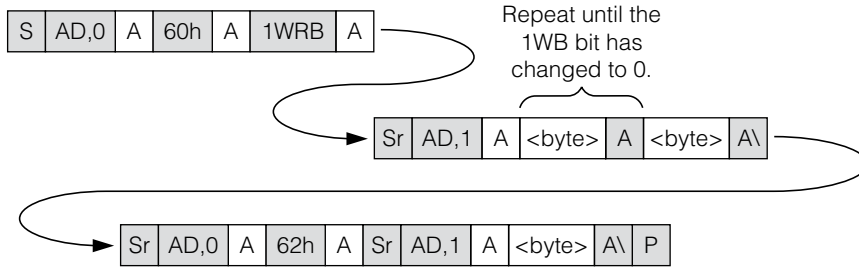 S AD,0 A 60h A 1WRB A
Repeat until the
1WB bit has
changed to 0.
Sr AD,1 A <byte> A <byte> A\
Sr AD,0 A 62h A Sr AD,1 A <byte> A\ P